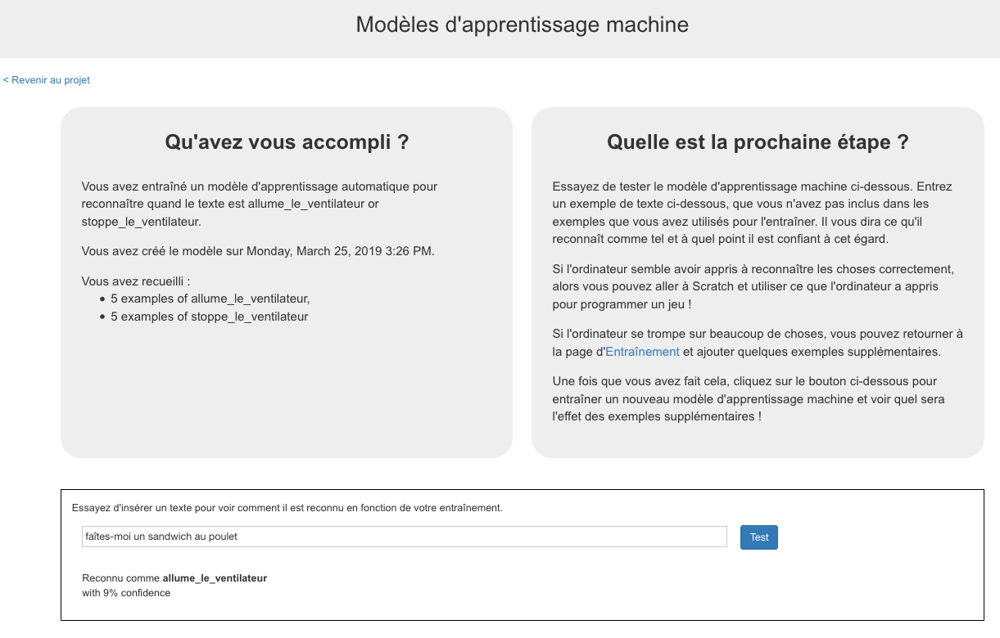 Modèles d'apprentissage machine
< Revenir au projet
Qu'avez vous accompli ?
Vous avez entraîné un modèle d'apprentissage automatique pour
reconnaître quand le texte est allume_le_ventilateur or
stoppe_le_ventilateur.
Vous avez créé le modèle sur Monday, March 25, 2019 3:26 PM.
Vous avez recueilli :
• 5 examples of allume_le_ventilateur,
• 5 examples of stoppe_le_ventilateur
Quelle est la prochaine étape ?
Essayez de tester le modèle d'apprentissage machine ci-dessous. Entrez
un exemple de texte ci-dessous, que vous n'avez pas inclus dans les
exemples que vous avez utilisés pour l'entraîner. Il vous dira ce qu'il
reconnaît comme tel et à quel point il est confiant à cet égard.
Si l'ordinateur semble avoir appris à reconnaître les choses correctement,
alors vous pouvez aller à Scratch et utiliser ce que l'ordinateur a appris
pour programmer un jeu !
Si l'ordinateur se trompe sur beaucoup de choses, vous pouvez retourner à
la page d'Entraînement et ajouter quelques exemples supplémentaires.
Une fois que vous avez fait cela, cliquez sur le bouton ci-dessous pour
entraîner un nouveau modèle d'apprentissage machine et voir quel sera
l'effet des exemples supplémentaires !
Essayez d'insérer un texte pour voir comment il est reconnu en fonction de votre entraînement.
faîtes-moi un sandwich au poulet
Test
Reconnu comme allume_le_ventilateur
with 9% confidence